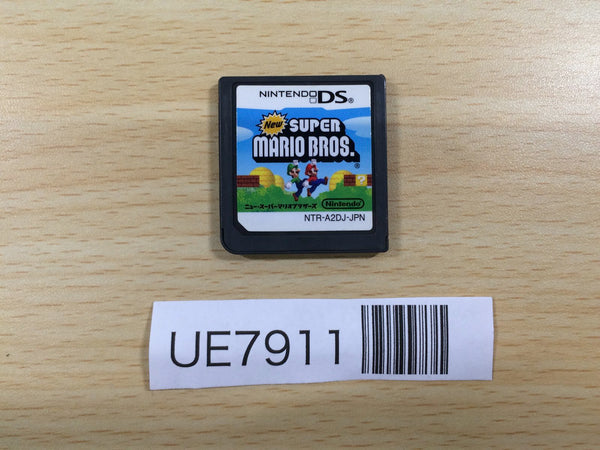 NINTENDO DS®
New SUPER
MARIO BROS.®
ニュー・スーパーマリオブラザーズ
Nintendo
NTR-A2DJ-JPN
UE7911